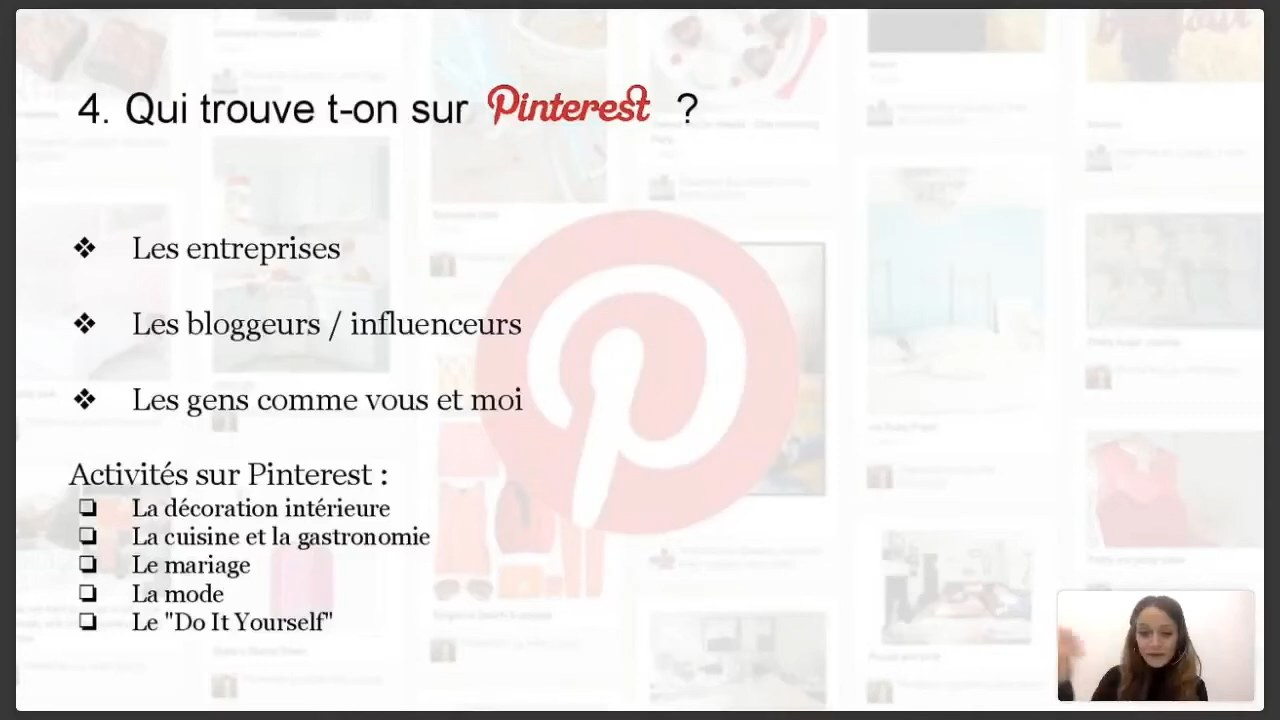 4. Qui trouve t-on sur Pinterest ?
❖ Les entreprises
❖ Les bloggeurs / influenceurs
❖ Les gens comme vous et moi
Activités sur Pinterest :
❏ La décoration intérieure
❏ La cuisine et la gastronomie
❏ Le mariage
❏ La mode
❏ Le "Do It Yourself"